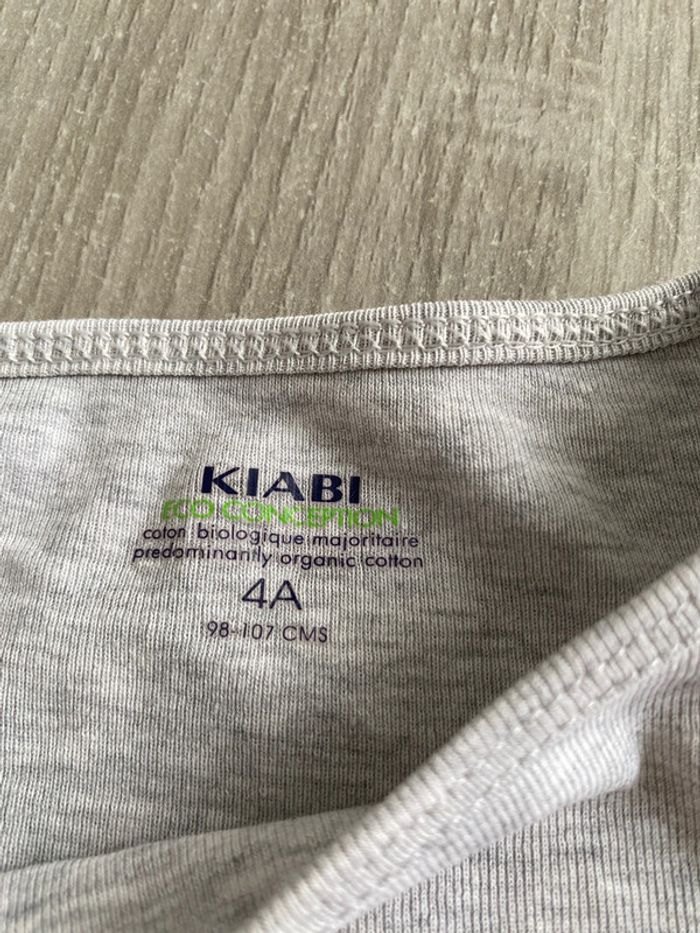 KIABI
ECO CONCEPTION
coton biologique majoritaire
predominantly organic cotton
4A
98-107 CMS